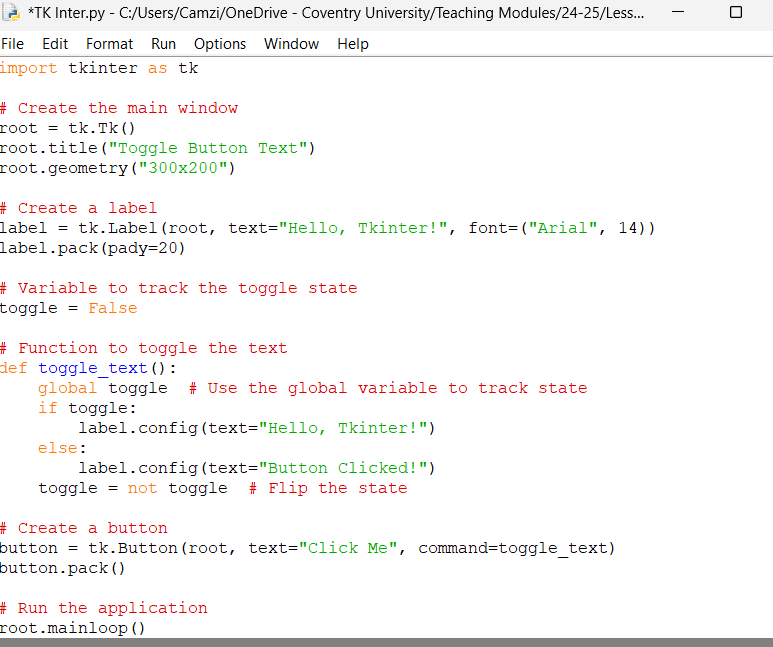 *TK Inter.py - C:/Users/Camzi/OneDrive - Coventry University/Teaching Modules/24-25/Less...
File Edit Format Run Options Window Help
import tkinter as tk

# Create the main window
root = tk.Tk()
root.title("Toggle Button Text")
root.geometry("300x200")

# Create a label
label = tk.Label(root, text="Hello, Tkinter!", font=("Arial", 14))
label.pack(pady=20)

# Variable to track the toggle state
toggle = False

# Function to toggle the text
def toggle_text():
    global toggle  # Use the global variable to track state
    if toggle:
        label.config(text="Hello, Tkinter!")
    else:
        label.config(text="Button Clicked!")
    toggle = not toggle  # Flip the state

# Create a button
button = tk.Button(root, text="Click Me", command=toggle_text)
button.pack()

# Run the application
root.mainloop()